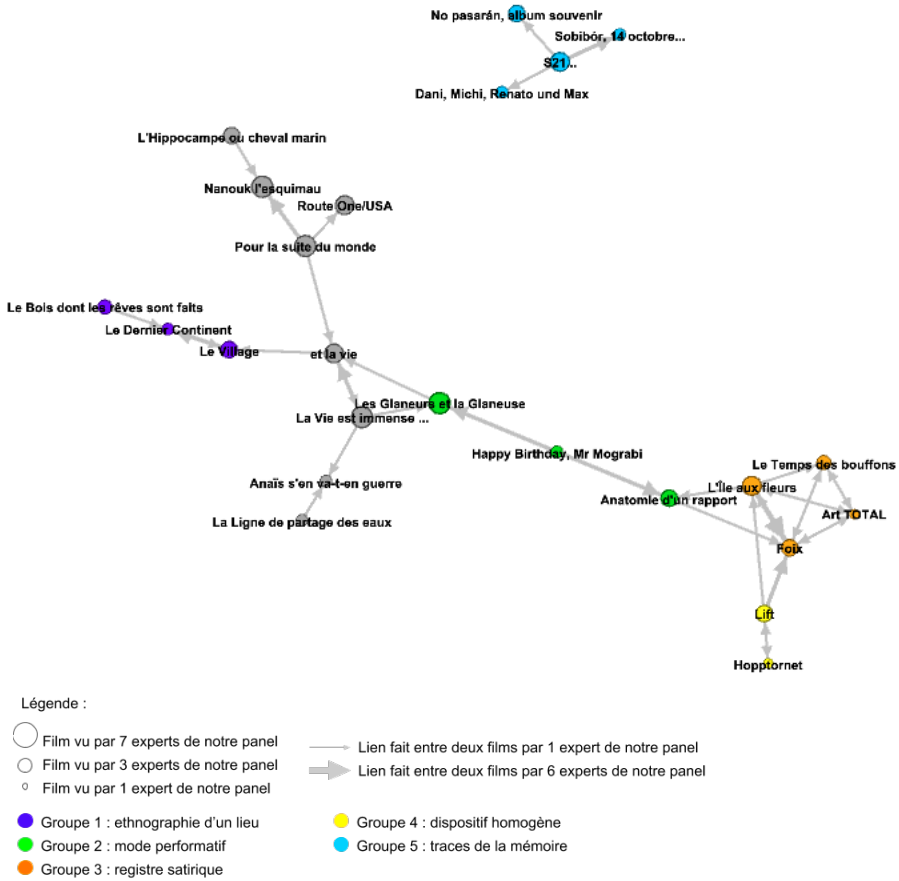 No pasarán, album souvenir
Sobibór, 14 octobre...
S21..
Dani, Michi, Renato und Max
L'Hippocampe ou cheval marin
Nanouk l'esquimau
Route One/USA
Pour la suite du monde
Le Bois dont les rêves sont faits
Le Dernier Continent
Le Village
et la vie
Les Glaneurs et la Glaneuse
La Vie est immense ...
Happy Birthday, Mr Mograbi
Le Temps des bouffons
Anaïs s'en va-t-en guerre
L'Île aux fleurs
Anatomie d'un rapport
La Ligne de partage des eaux
Art TOTAL
Foix
Lift
Hopptornet
Légende :
Film vu par 7 experts de notre panel
Lien fait entre deux films par 1 expert de notre panel
Film vu par 3 experts de notre panel
Lien fait entre deux films par 6 experts de notre panel
Film vu par 1 expert de notre panel
Groupe 1 : ethnographie d'un lieu
Groupe 4 : dispositif homogène
Groupe 2 : mode performatif
Groupe 5 : traces de la mémoire
Groupe 3 : registre satirique